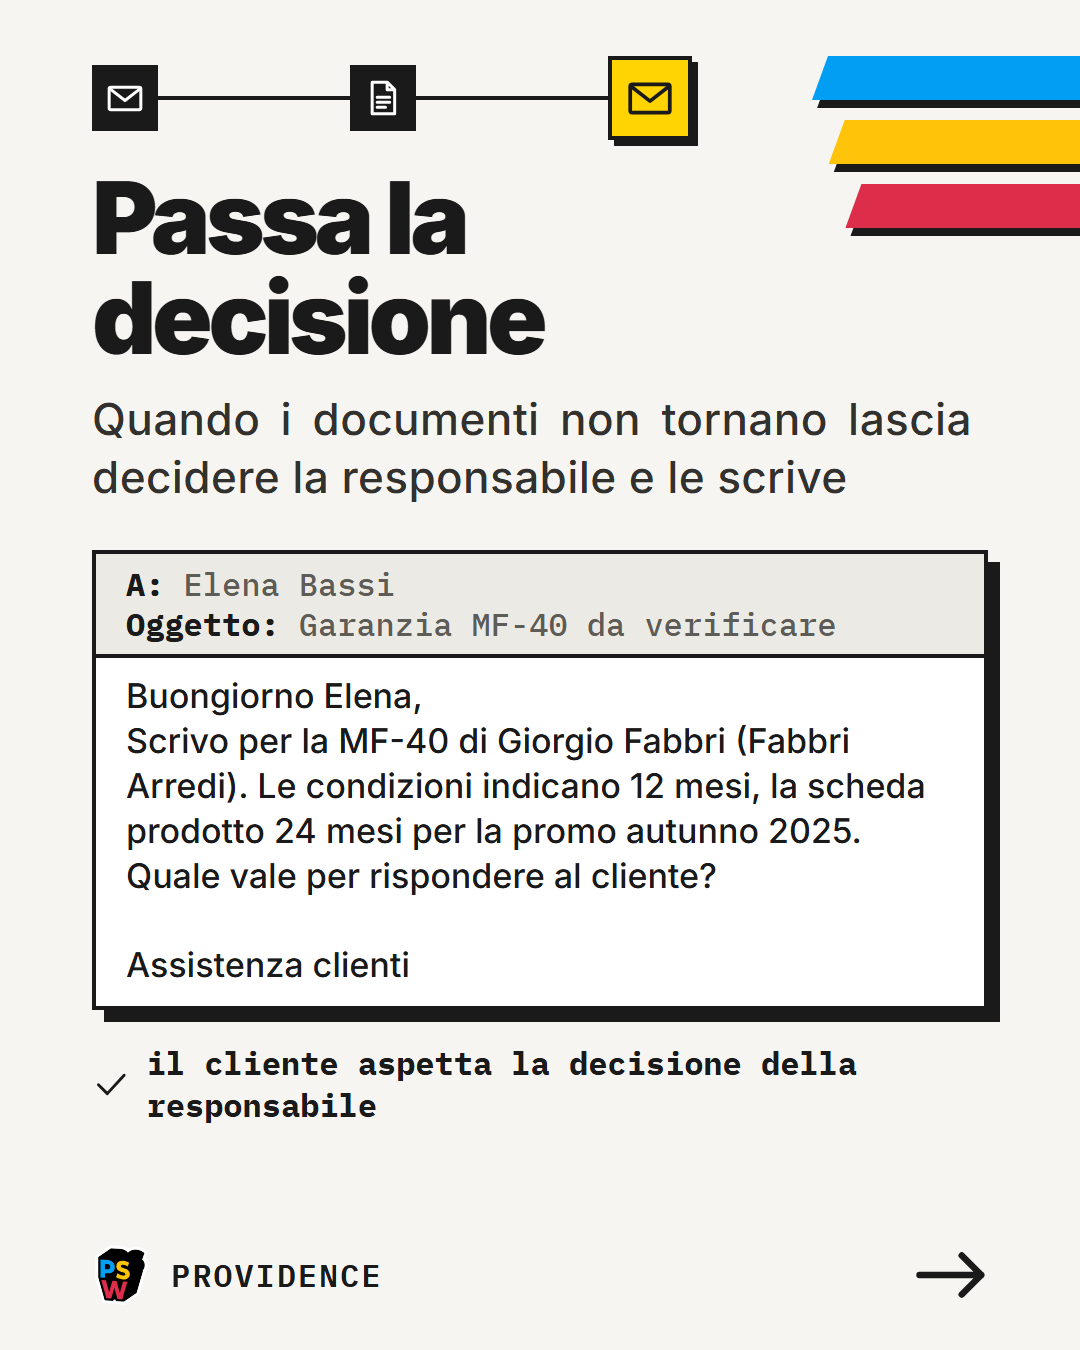 Passa la
decisione
Quando i documenti non tornano lascia
decidere la responsabile e le scrive
A: Elena Bassi
Oggetto: Garanzia MF-40 da verificare
Buongiorno Elena,
Scrivo per la MF-40 di Giorgio Fabbri (Fabbri
Arredi). Le condizioni indicano 12 mesi, la scheda
prodotto 24 mesi per la promo autunno 2025.
Quale vale per rispondere al cliente?
Assistenza clienti
il cliente aspetta la decisione della
responsabile
PSW
PROVIDENCE